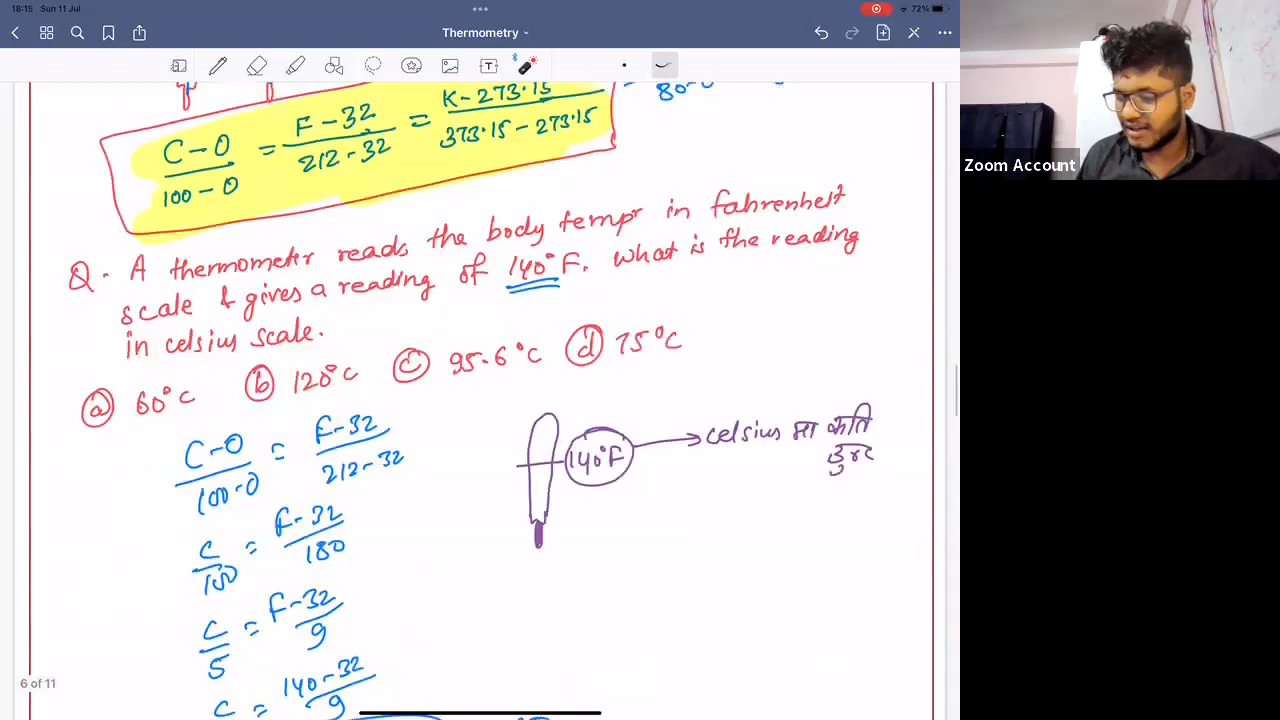 18:15 Sun 11 Jul
72%
Thermometry
C-0/100-0 = F-32/212-32 = K-273.15/373.15-273.15
80-0
Q. A thermometer reads the body tempr in fahrenheit
scale & gives a reading of 140°F. What is the reading
in celsius scale.
(a) 60°C (b) 120°C (c) 95.6°C (d) 75°C
C-0/100-0 = F-32/212-32
140°F → celsius मा कति
C/100 = F-32/180
C/5 = F-32/9
C = 140-32/9
6 of 11
Zoom Account